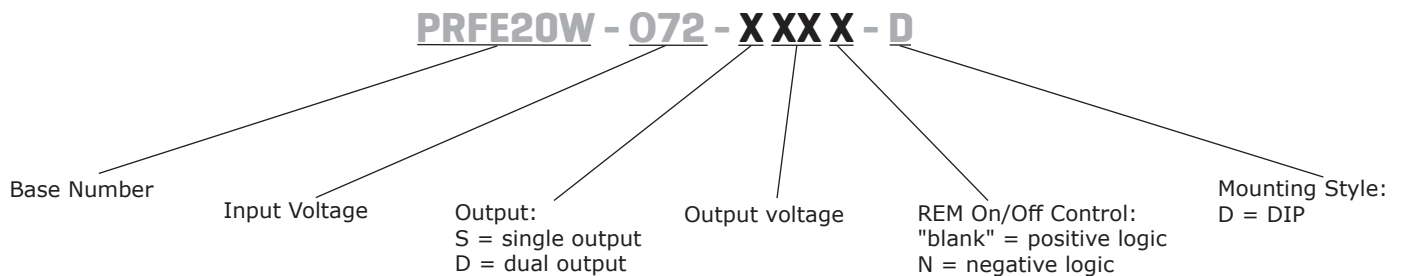 PRFE20W - 072 - X XX X - D
Base Number
Input Voltage
Output:
S = single output
D = dual output
Output voltage
REM On/Off Control:
"blank" = positive logic
N = negative logic
Mounting Style:
D = DIP